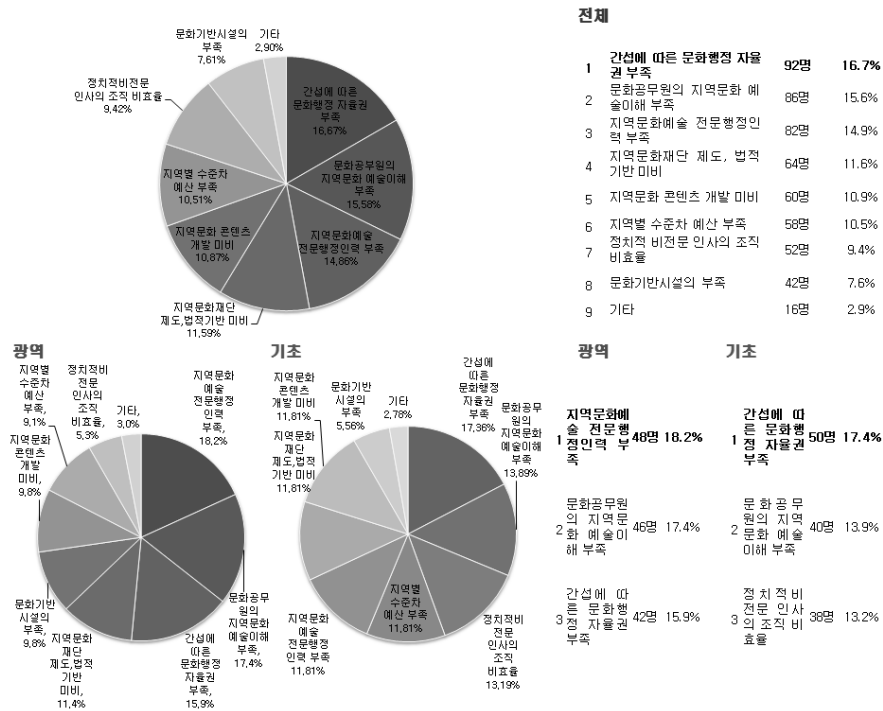 문화기반시설의
부족
7,61%
기타
2,90%
정치적비전문
인사의 조직 비효율
9,42%
간섭에 따른
문화행정 자율권
부족
16,67%
문화공부원의
지역문화 예술이해
부족
15,58%
지역별 수준차
예산 부족
10,51%
지역문화 콘텐츠
개발 미비
10,87%
지역문화예술
전문행정인력 부족
14,86%
지역문화재단
제도,법적기반 미비
11,59%
전체
1 간섭에 따른 문화행정 자율
권 부족 92명 16.7%
2 문화공무원의 지역문화 예
술이해 부족 86명 15.6%
3 지역문화예술 전문행정인
력 부족 82명 14.9%
4 지역문화재단 제도, 법적
기반 미비 64명 11.6%
5 지역문화 콘텐츠 개발 미비 60명 10.9%
6 지역별 수준차 예산 부족 58명 10.5%
7 정치적 비전문 인사의 조직
비효율 52명 9.4%
8 문화기반시설의 부족 42명 7.6%
9 기타 16명 2.9%
광역
지역별
수준차
예산
부족,
9,1%
정치적비
전문
인사의
조직
비효율,
5,3%
기타, 3,0%
지역문화
예술
전문행정
인력
부족,
18,2%
지역문화
콘텐츠
개발
미비,
9,8%
문화기반
시설의
부족,
9,8%
지역문화
재단
제도,법적
기반
미비,
11,4%
간섭에
따른
문화행정
자율권
부족,
15,9%
문화공부
원의
지역문화
예술이해
부족,
17,4%
기초
지역문화
콘텐츠
개발 미비
11,81%
문화기반
시설의
부족
5,56%
기타
2,78%
간섭에
따른
문화행정
자율권 부족
17,36%
문화공부
원의
지역문화
예술이해
부족
13,89%
지역문화
재단
제도,법적
기반 미비
11,81%
지역별
수준차
예산 부족
11,81%
지역문화
예술
전문행정
인력 부족
11,81%
정치적비
전문
인사의
조직
비효율
13,19%
광역
1 지역문화예
술 전문행
정인력 부
족 48명 18.2%
2 문화공무원
의 지역문
화 예술이
해 부족 46명 17.4%
3 간섭에 따
른 문화행
정 자율권
부족 42명 15.9%
기초
1 간섭에 따
른 문화행
정 자율권
부족 50명 17.4%
2 문화공무
원의 지역
문화 예술
이해 부족 40명 13.9%
3 정치적비
전문 인사
의 조직 비
효율 38명 13.2%